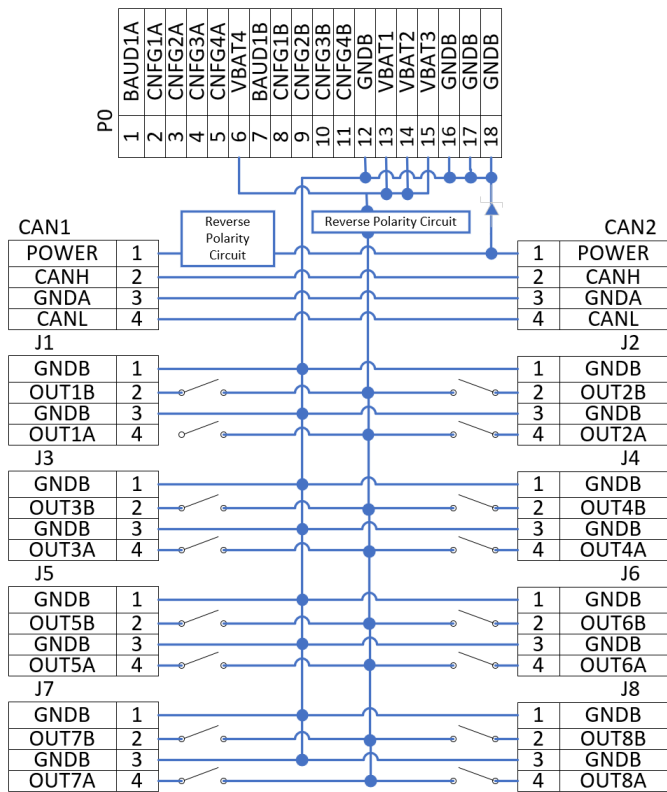 P0
BAUD1A
CNFG1A
CNFG2A
CNFG3A
CNFG4A
VBAT4
BAUD1B
CNFG1B
CNFG2B
CNFG3B
CNFG4B
GNDB
VBAT1
VBAT2
VBAT3
GNDB
GNDB
GNDB
1 2 3 4 5 6 7 8 9 10 11 12 13 14 15 16 17 18
CAN1
POWER 1
CANH 2
GNDA 3
CANL 4
Reverse
Polarity
Circuit
Reverse Polarity Circuit
CAN2
1 POWER
2 CANH
3 GNDA
4 CANL
J1
GNDB 1
OUT1B 2
GNDB 3
OUT1A 4
J2
1 GNDB
2 OUT2B
3 GNDB
4 OUT2A
J3
GNDB 1
OUT3B 2
GNDB 3
OUT3A 4
J4
1 GNDB
2 OUT4B
3 GNDB
4 OUT4A
J5
GNDB 1
OUT5B 2
GNDB 3
OUT5A 4
J6
1 GNDB
2 OUT6B
3 GNDB
4 OUT6A
J7
GNDB 1
OUT7B 2
GNDB 3
OUT7A 4
J8
1 GNDB
2 OUT8B
3 GNDB
4 OUT8A